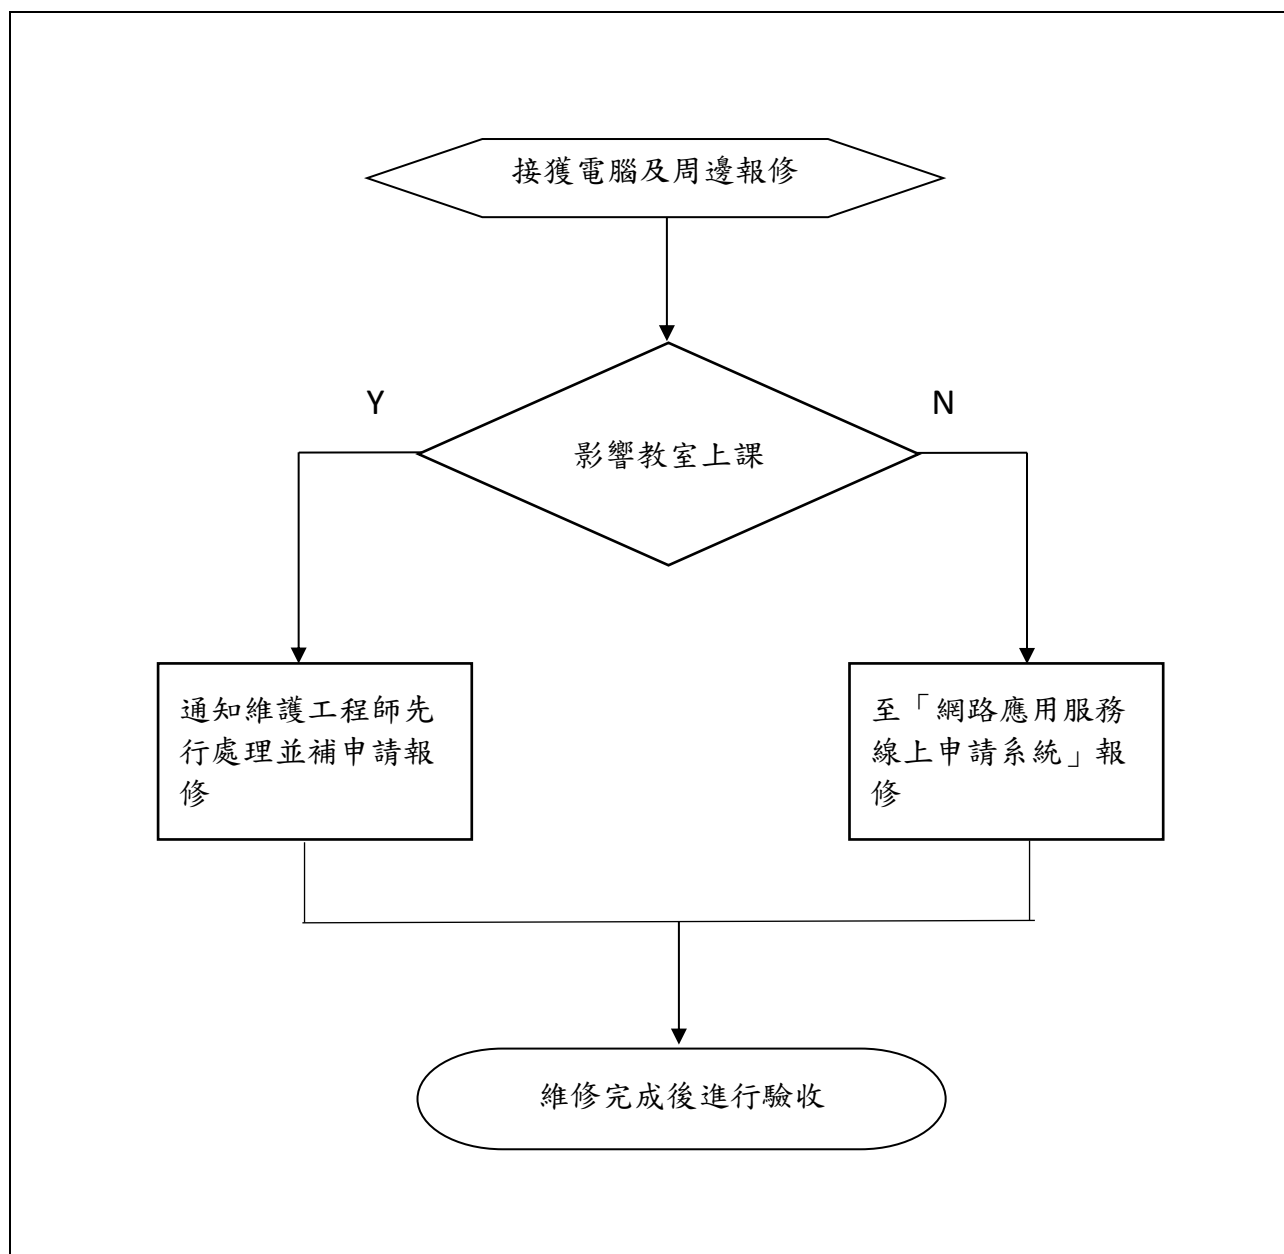 接獲電腦及周邊報修
Y
N
影響教室上課
通知維護工程師先
行處理並補申請報
修
至「網路應用服務
線上申請系統」報
修
維修完成後進行驗收